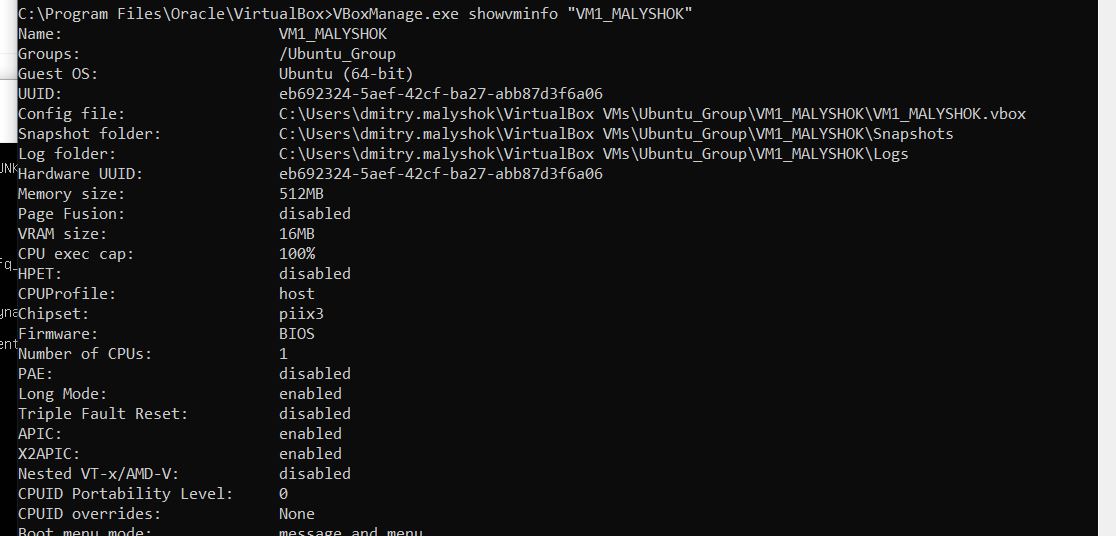 C:\Program Files\Oracle\VirtualBox>VBoxManage.exe showvminfo "VM1_MALYSHOK"
Name: VM1_MALYSHOK
Groups: /Ubuntu_Group
Guest OS: Ubuntu (64-bit)
UUID: eb692324-5aef-42cf-ba27-abb87d3f6a06
Config file: C:\Users\dmitry.malyshok\VirtualBox VMs\Ubuntu_Group\VM1_MALYSHOK\VM1_MALYSHOK.vbox
Snapshot folder: C:\Users\dmitry.malyshok\VirtualBox VMs\Ubuntu_Group\VM1_MALYSHOK\Snapshots
Log folder: C:\Users\dmitry.malyshok\VirtualBox VMs\Ubuntu_Group\VM1_MALYSHOK\Logs
Hardware UUID: eb692324-5aef-42cf-ba27-abb87d3f6a06
Memory size: 512MB
Page Fusion: disabled
VRAM size: 16MB
CPU exec cap: 100%
HPET: disabled
CPUProfile: host
Chipset: piix3
Firmware: BIOS
Number of CPUs: 1
PAE: disabled
Long Mode: enabled
Triple Fault Reset: disabled
APIC: enabled
X2APIC: enabled
Nested VT-x/AMD-V: disabled
CPUID Portability Level: 0
CPUID overrides: None
Boot menu mode: message and menu